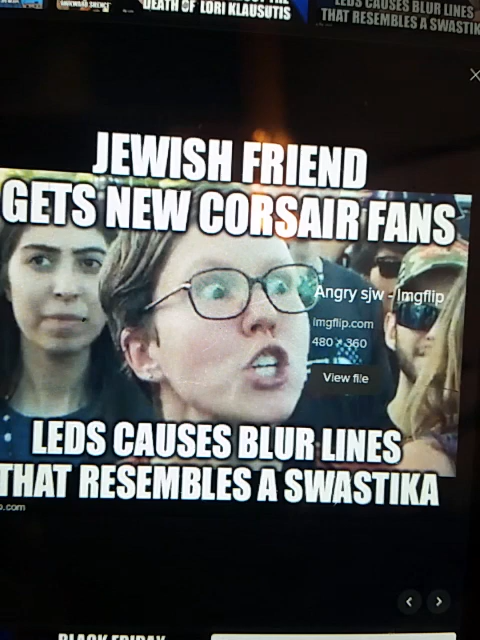 DEATH OF LORI KLAUSUTIS
LEDS CAUSES BLUR LINES
THAT RESEMBLES A SWASTIK
JEWISH FRIEND
GETS NEW CORSAIR FANS
Angry sjw - Imgflip
imgflip.com
480 × 360
View file
LEDS CAUSES BLUR LINES
THAT RESEMBLES A SWASTIKA
.com
BLACK FRIDAY